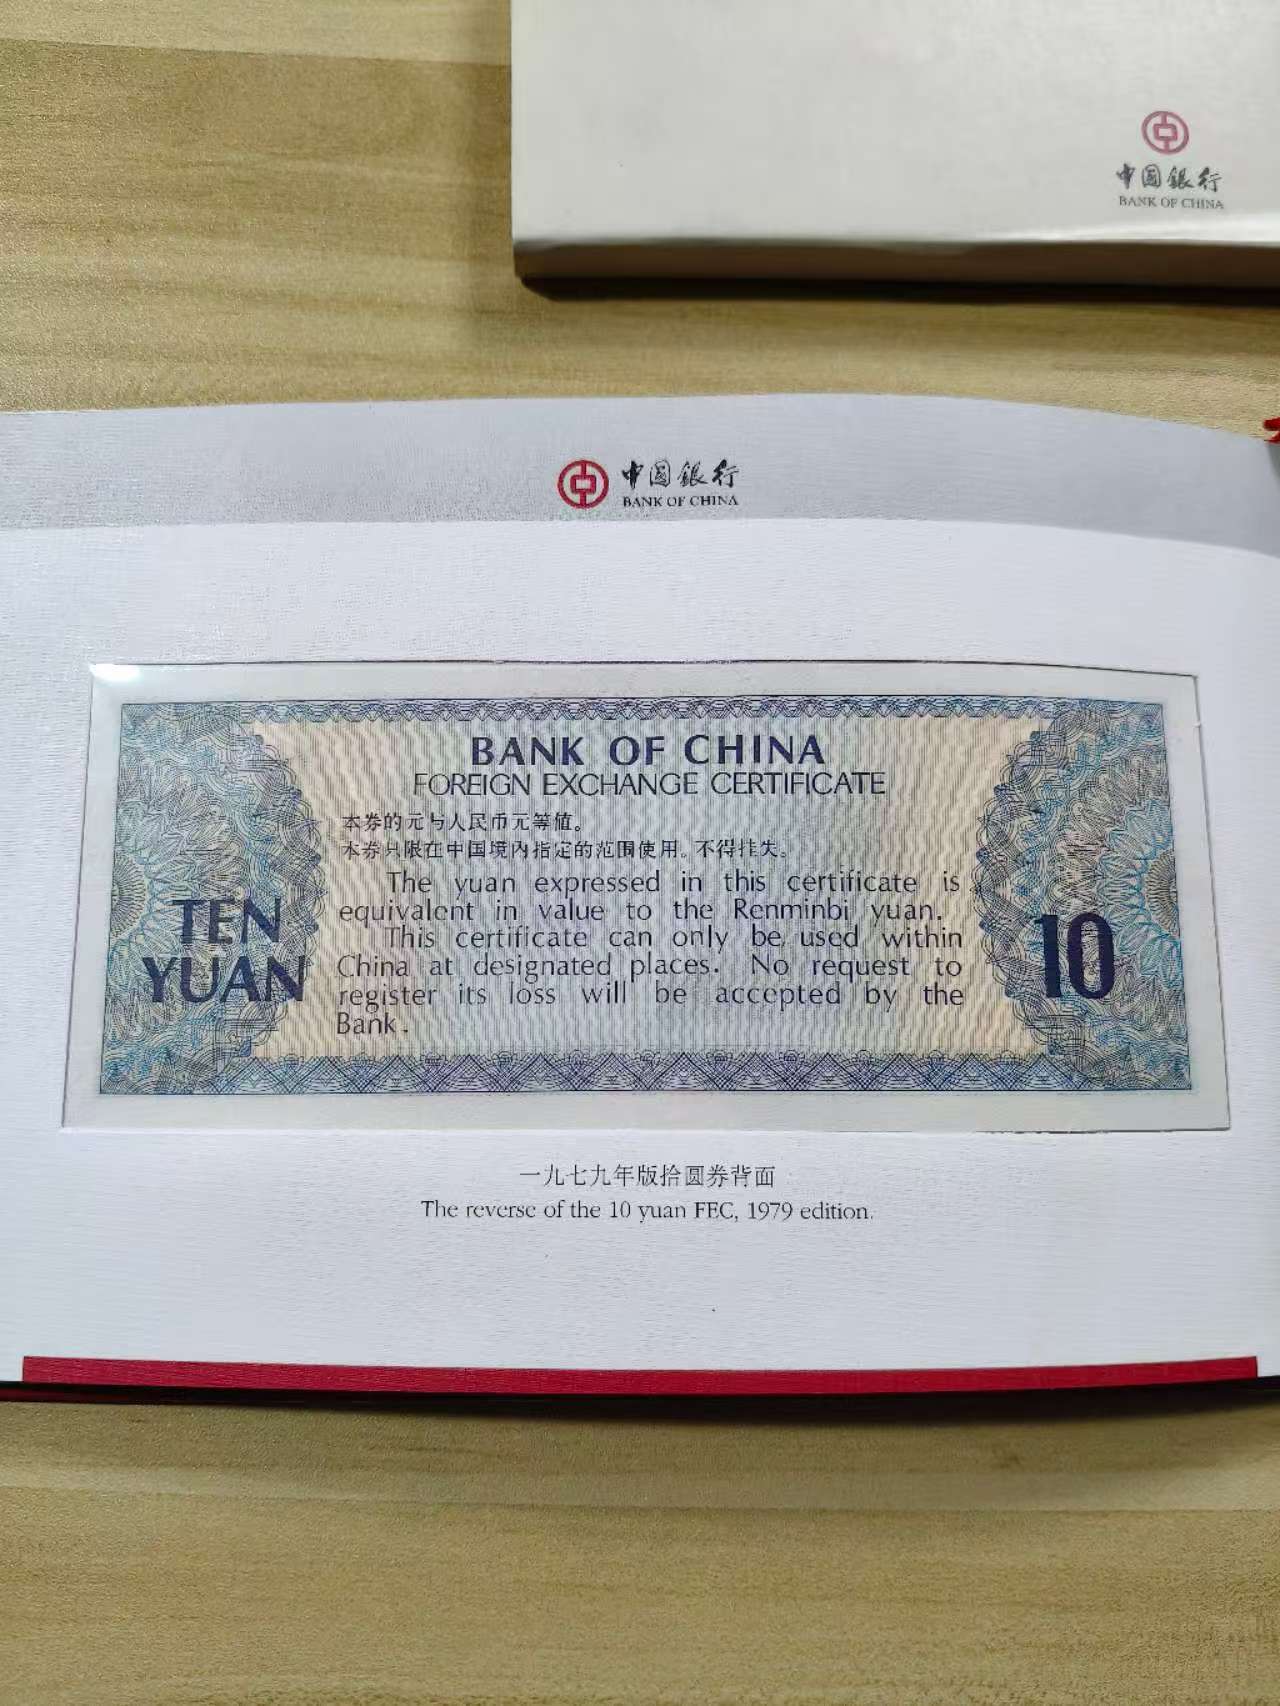 中国銀行
BANK OF CHINA
中国銀行
BANK OF CHINA
BANK OF CHINA
FOREIGN EXCHANGE CERTIFICATE
本券的元与人民币元等值。
本券只限在中国境内指定的范围使用。不得挂失。
The yuan expressed in this certificate is
equivalent in value to the Renminbi yuan.
This certificate can only be used within
China at designated places. No request to
register its loss will be accepted by the
Bank.
TEN
YUAN
10
一九七九年版拾圆券背面
The reverse of the 10 yuan FEC, 1979 edition.